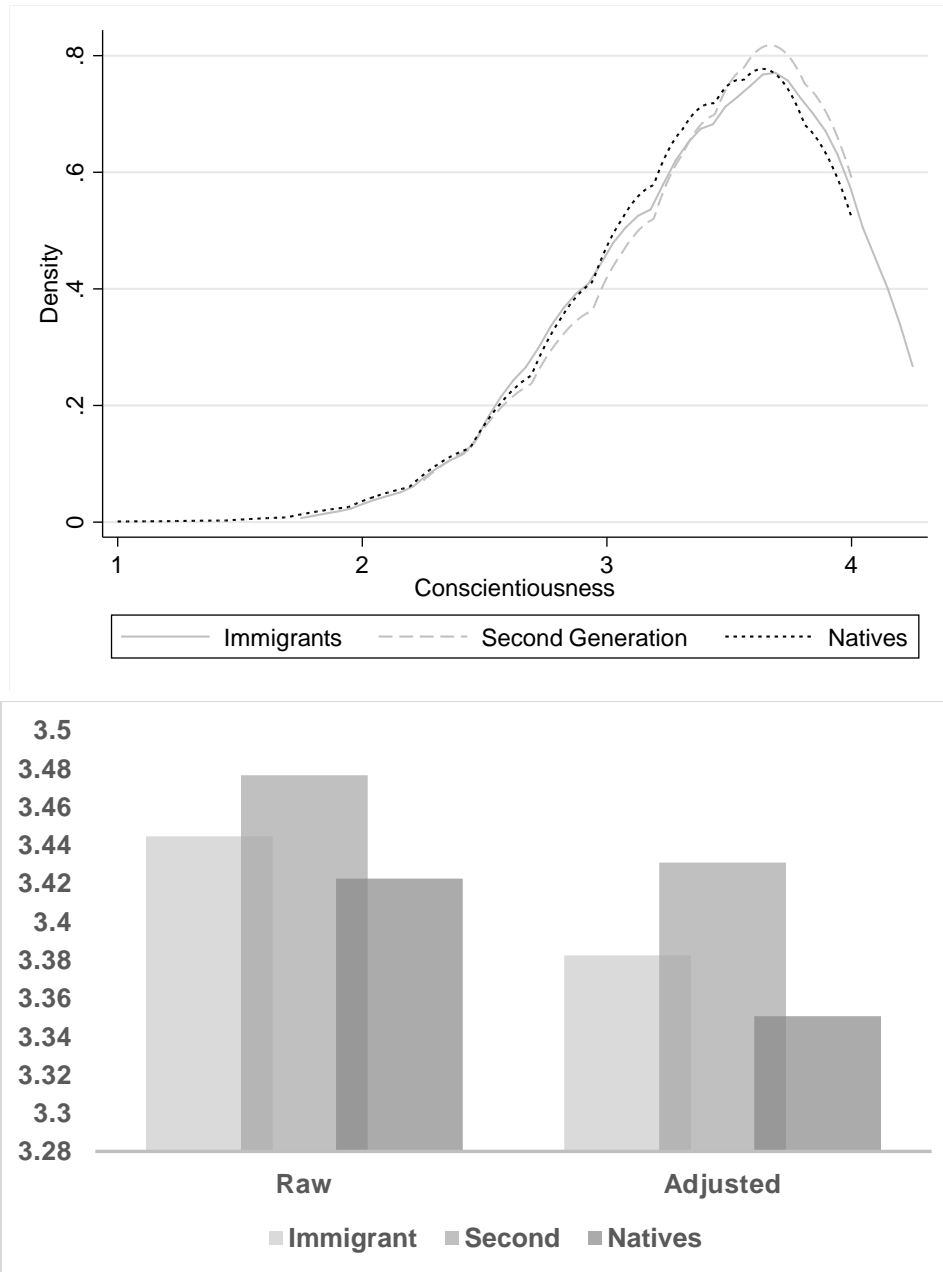 .8
.6
.4
.2
0
Density
1 2 3 4
Conscientiousness
Immigrants Second Generation Natives
3.5
3.48
3.46
3.44
3.42
3.4
3.38
3.36
3.34
3.32
3.3
3.28
Raw Adjusted
Immigrant Second Natives